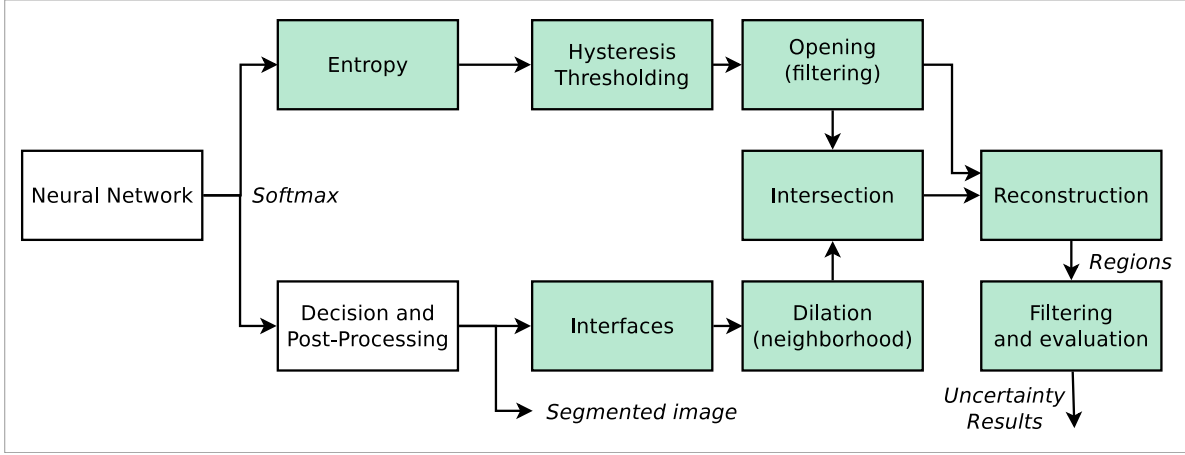 Entropy
Hysteresis
Thresholding
Opening
(filtering)
Neural Network
Softmax
Intersection
Reconstruction
Regions
Decision and
Post-Processing
Interfaces
Dilation
(neighborhood)
Filtering
and evaluation
Segmented image
Uncertainty
Results